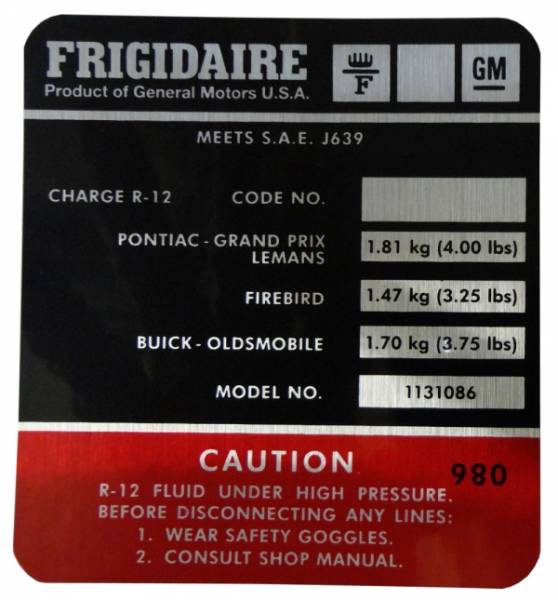 FRIGIDAIRE
Product of General Motors U.S.A.
F
GM
MEETS S.A.E. J639
CHARGE R-12 CODE NO.
PONTIAC - GRAND PRIX
LEMANS 1.81 kg (4.00 lbs)
FIREBIRD 1.47 kg (3.25 lbs)
BUICK - OLDSMOBILE 1.70 kg (3.75 lbs)
MODEL NO. 1131086
CAUTION 980
R-12 FLUID UNDER HIGH PRESSURE.
BEFORE DISCONNECTING ANY LINES:
1. WEAR SAFETY GOGGLES.
2. CONSULT SHOP MANUAL.